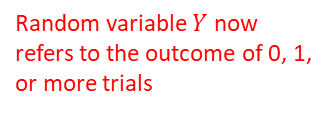 Random variable Y now
refers to the outcome of 0, 1,
or more trials